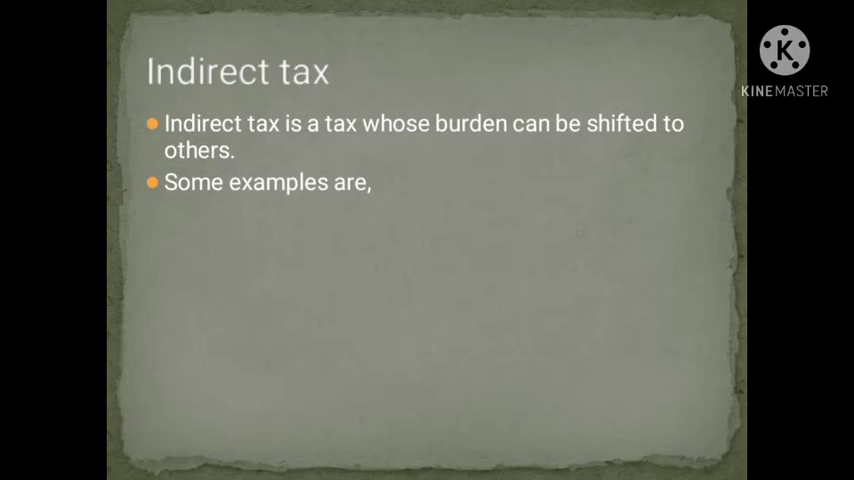 Indirect tax
Indirect tax is a tax whose burden can be shifted to
others.
Some examples are,
K
KINEMASTER